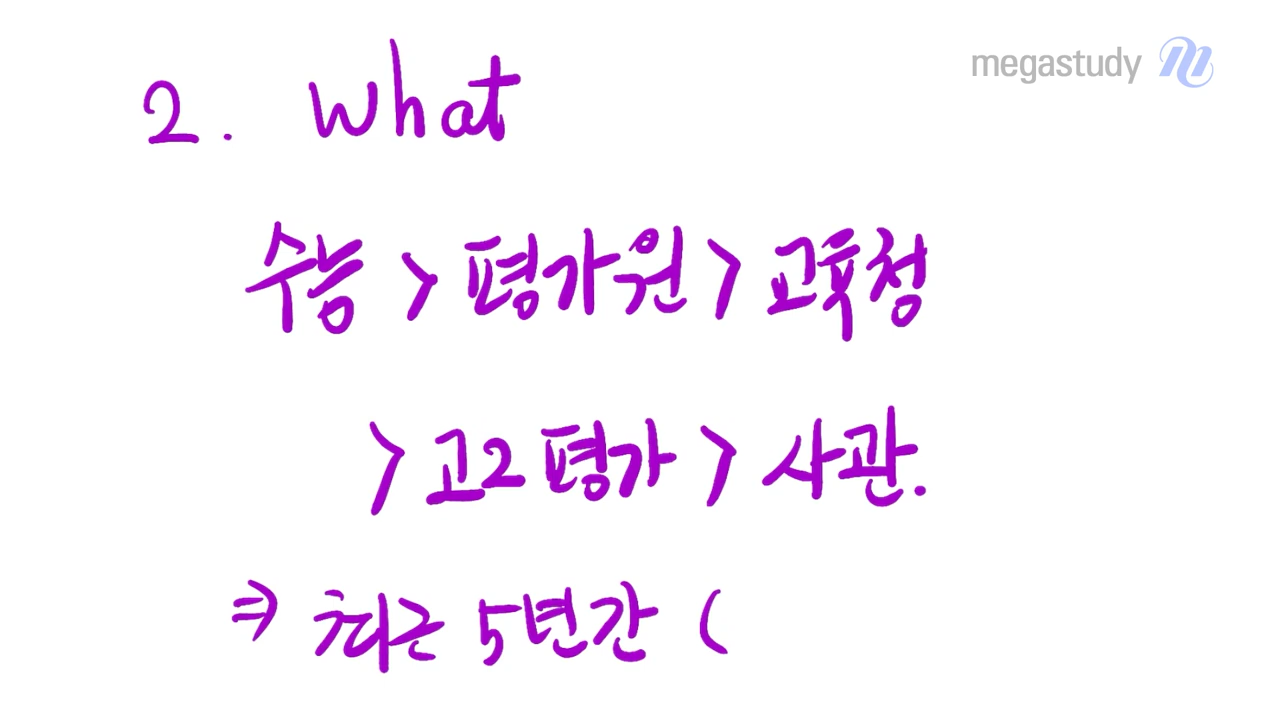 megastudy
2. What
수능 > 평가원 > 교육청
> 고2 평가 > 사관.
⇒ 최근 5년간 (